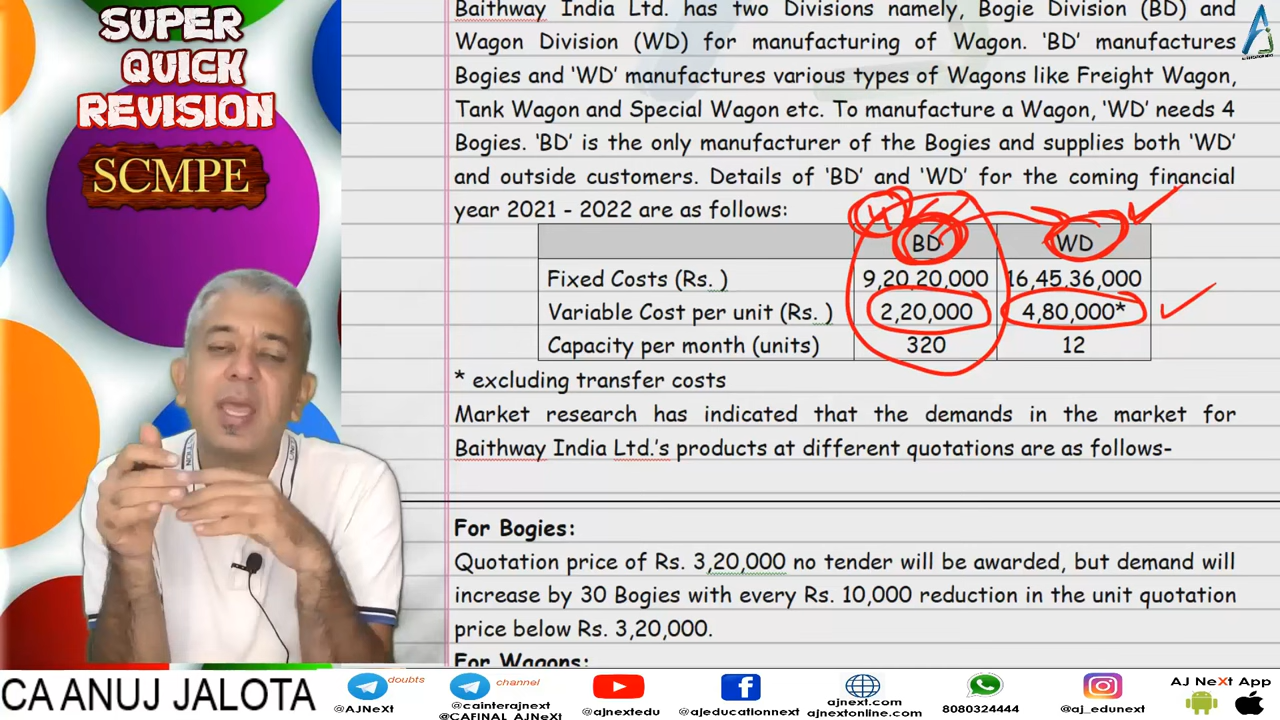 SUPER
QUICK
REVISION
SCMPE
Baithway India Ltd. has two Divisions namely, Bogie Division (BD) and
Wagon Division (WD) for manufacturing of Wagon. ‘BD’ manufactures
Bogies and ‘WD’ manufactures various types of Wagons like Freight Wagon,
Tank Wagon and Special Wagon etc. To manufacture a Wagon, ‘WD’ needs 4
Bogies. ‘BD’ is the only manufacturer of the Bogies and supplies both ‘WD’
and outside customers. Details of ‘BD’ and ‘WD’ for the coming financial
year 2021 - 2022 are as follows:
4
BD WD
Fixed Costs (Rs. ) 9,20,20,000 16,45,36,000
Variable Cost per unit (Rs. ) 2,20,000 4,80,000*
Capacity per month (units) 320 12
* excluding transfer costs
Market research has indicated that the demands in the market for
Baithway India Ltd.’s products at different quotations are as follows-
For Bogies:
Quotation price of Rs. 3,20,000 no tender will be awarded, but demand will
increase by 30 Bogies with every Rs. 10,000 reduction in the unit quotation
price below Rs. 3,20,000.
For Wagons:
CA ANUJ JALOTA
doubts
@AJNeXt
channel
@cainterajnext
@CAFINAL_AJNeXt
@ajnextedu
@ajeducationnext
ajnext.com
ajnextonline.com
8080324444
@aj_edunext
AJ NeXt App